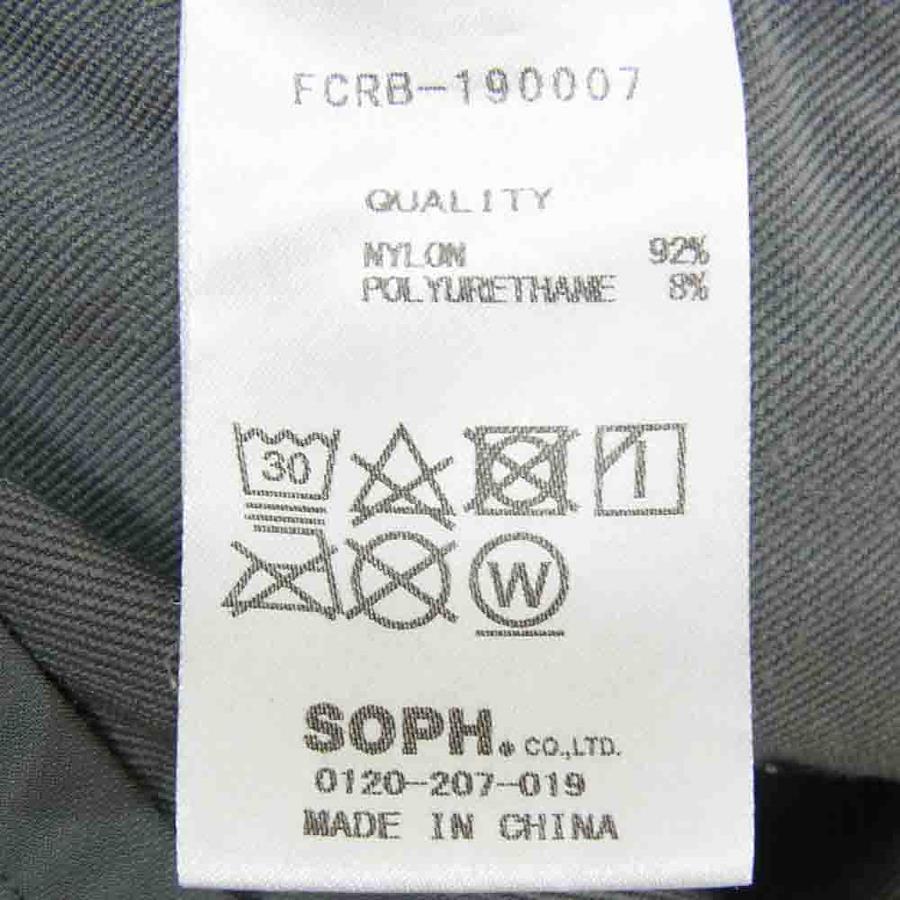 FCRB-190007
QUALITY
NYLON 92%
POLYURETHANE 8%
30
W
SOPH. CO.,LTD.
0120-207-019
MADE IN CHINA